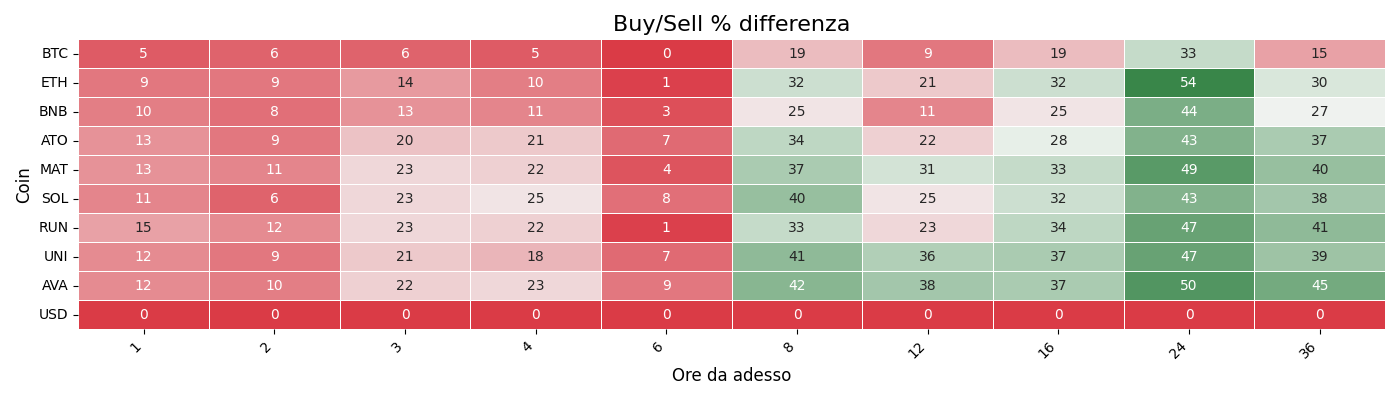 Buy/Sell % differenza
Coin
BTC 5 6 6 5 0 19 9 19 33 15
ETH 9 9 14 10 1 32 21 32 54 30
BNB 10 8 13 11 3 25 11 25 44 27
ATO 13 9 20 21 7 34 22 28 43 37
MAT 13 11 23 22 4 37 31 33 49 40
SOL 11 6 23 25 8 40 25 32 43 38
RUN 15 12 23 22 1 33 23 34 47 41
UNI 12 9 21 18 7 41 36 37 47 39
AVA 12 10 22 23 9 42 38 37 50 45
USD 0 0 0 0 0 0 0 0 0 0
1 2 3 4 6 8 12 16 24 36
Ore da adesso